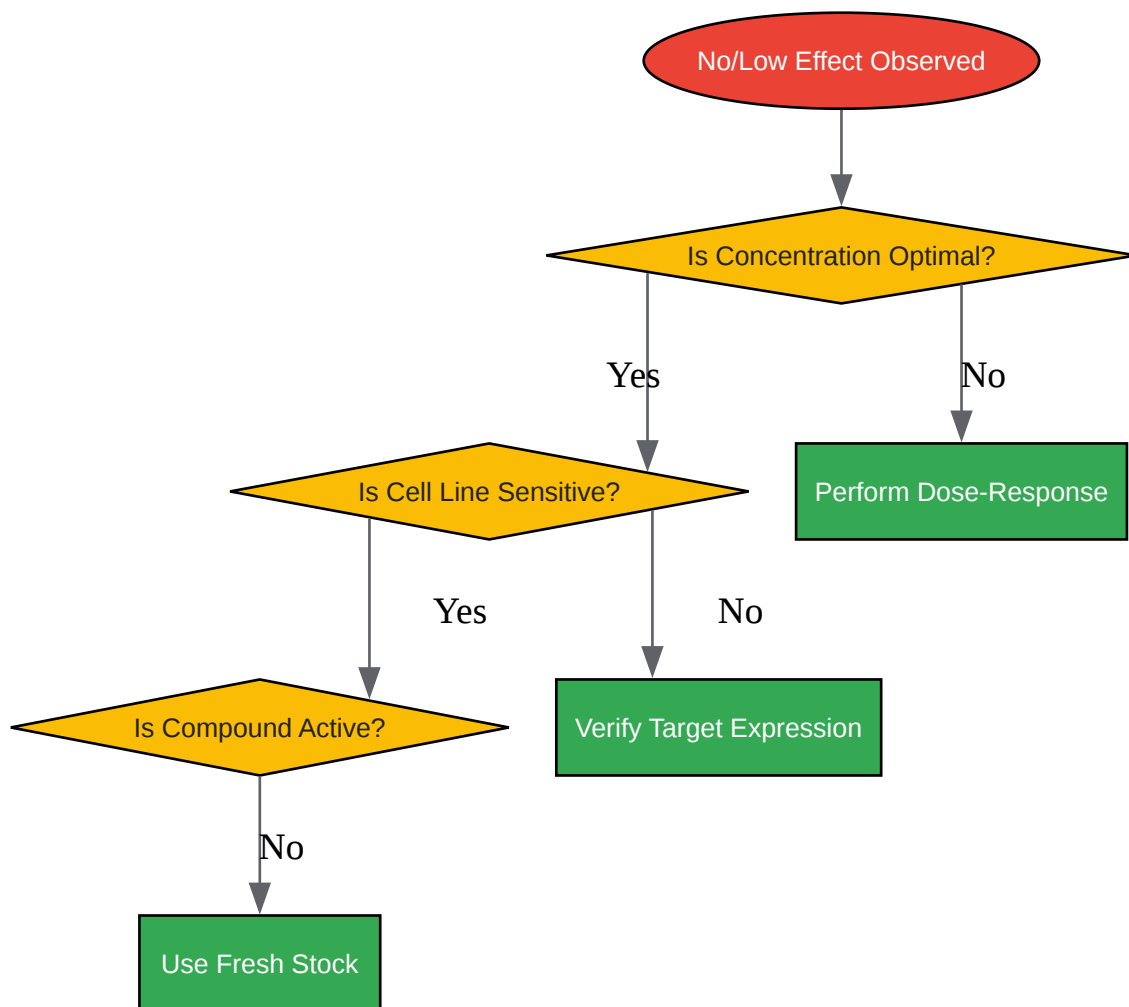 No/Low Effect Observed
Is Concentration Optimal?
Yes
No
Is Cell Line Sensitive?
Perform Dose-Response
Yes
No
Is Compound Active?
Verify Target Expression
No
Use Fresh Stock